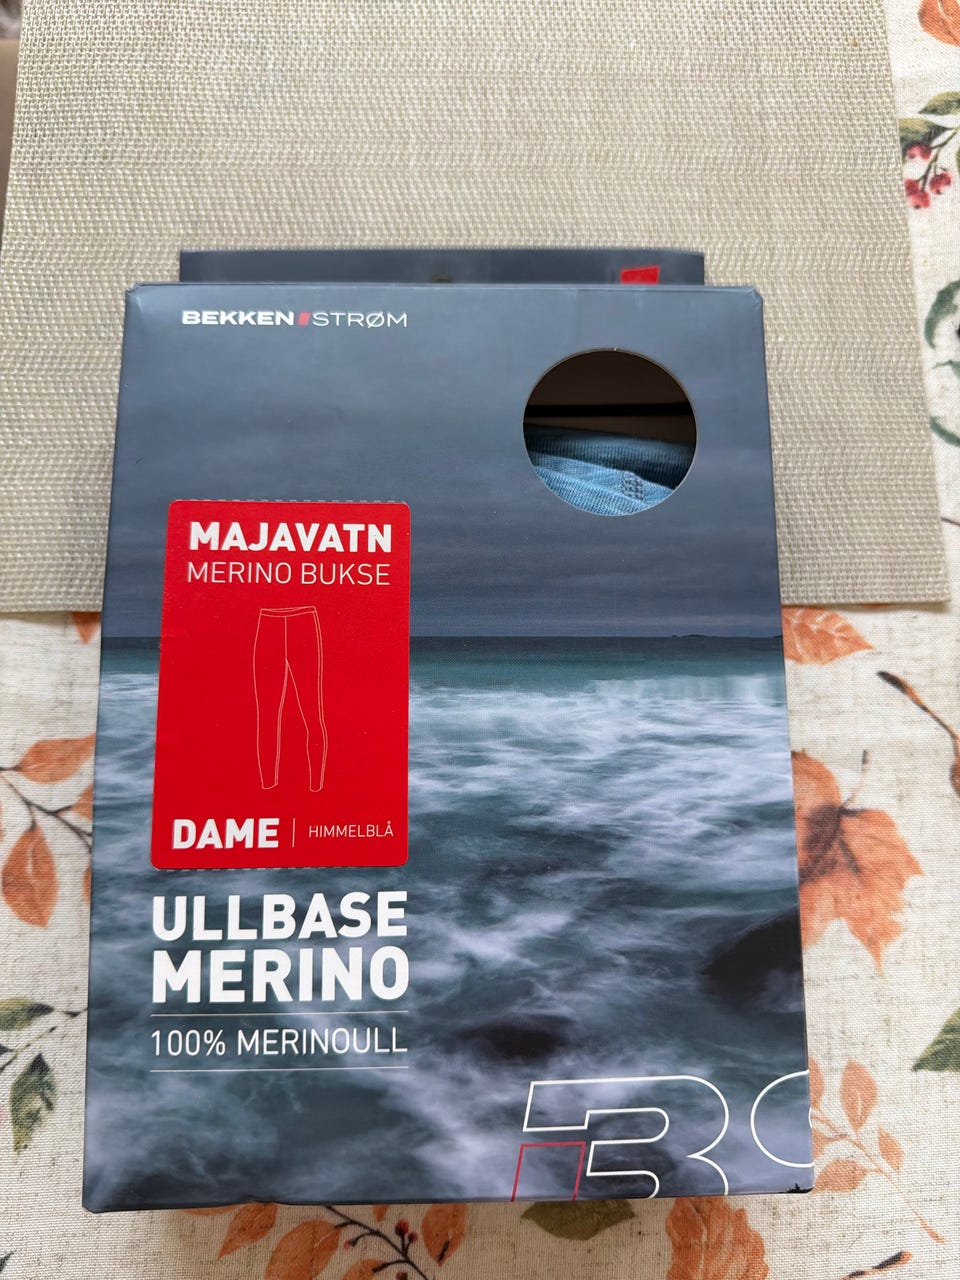 BEKKEN STRØM
MAJAVATN
MERINO BUKSE
DAME | HIMMELBLÅ
ULLBASE
MERINO
100% MERINOULL